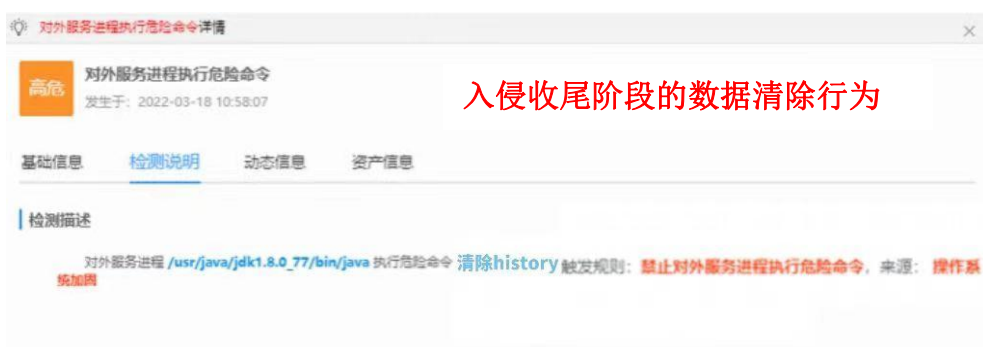 对外服务进程执行危险命令详情
高危
对外服务进程执行危险命令
发生于：2022-03-18 10:58:07
入侵收尾阶段的数据清除行为
基础信息 检测说明 动态信息 资产信息
检测描述
对外服务进程 /usr/java/jdk1.8.0_77/bin/java 执行危险命令 清除history 触发规则：禁止对外服务进程执行危险命令，来源：操作系
统加固